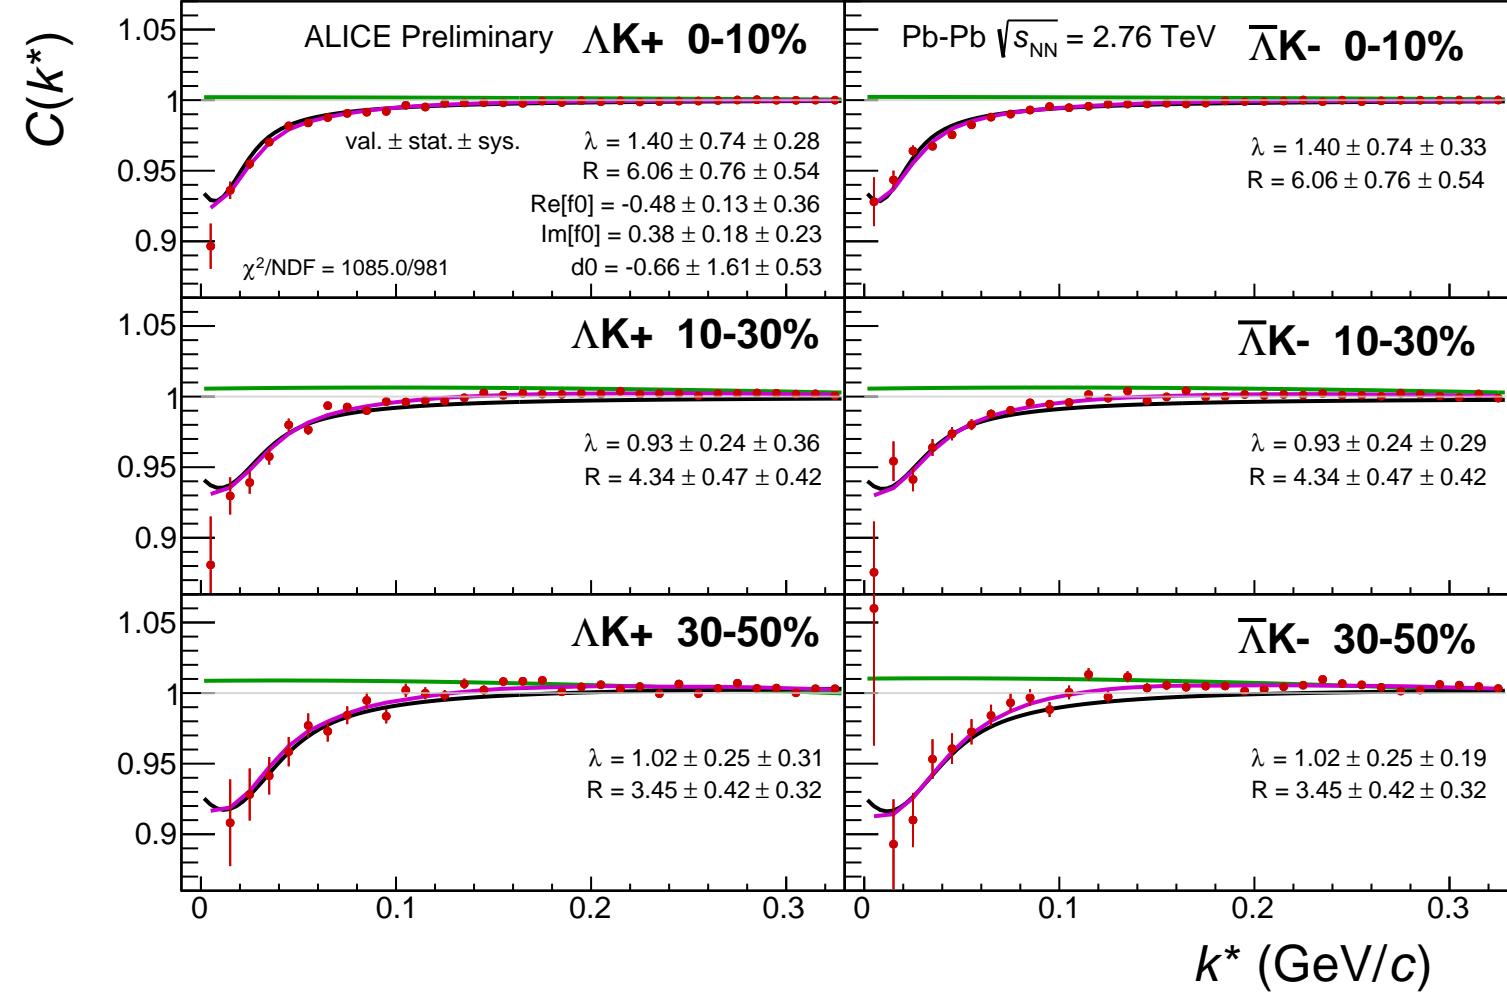 C(k*)
ALICE Preliminary ΛK+ 0-10%
val. ± stat. ± sys.
λ = 1.40 ± 0.74 ± 0.28
R = 6.06 ± 0.76 ± 0.54
Re[f0] = -0.48 ± 0.13 ± 0.36
Im[f0] = 0.38 ± 0.18 ± 0.23
χ²/NDF = 1085.0/981
d0 = -0.66 ± 1.61 ± 0.53
1.05
1
0.95
0.9
Pb-Pb √s_NN = 2.76 TeV Λ̅K- 0-10%
λ = 1.40 ± 0.74 ± 0.33
R = 6.06 ± 0.76 ± 0.54
ΛK+ 10-30%
λ = 0.93 ± 0.24 ± 0.36
R = 4.34 ± 0.47 ± 0.42
1.05
1
0.95
0.9
Λ̅K- 10-30%
λ = 0.93 ± 0.24 ± 0.29
R = 4.34 ± 0.47 ± 0.42
ΛK+ 30-50%
λ = 1.02 ± 0.25 ± 0.31
R = 3.45 ± 0.42 ± 0.32
1.05
1
0.95
0.9
Λ̅K- 30-50%
λ = 1.02 ± 0.25 ± 0.19
R = 3.45 ± 0.42 ± 0.32
0 0.1 0.2 0.3
0 0.1 0.2 0.3
k* (GeV/c)